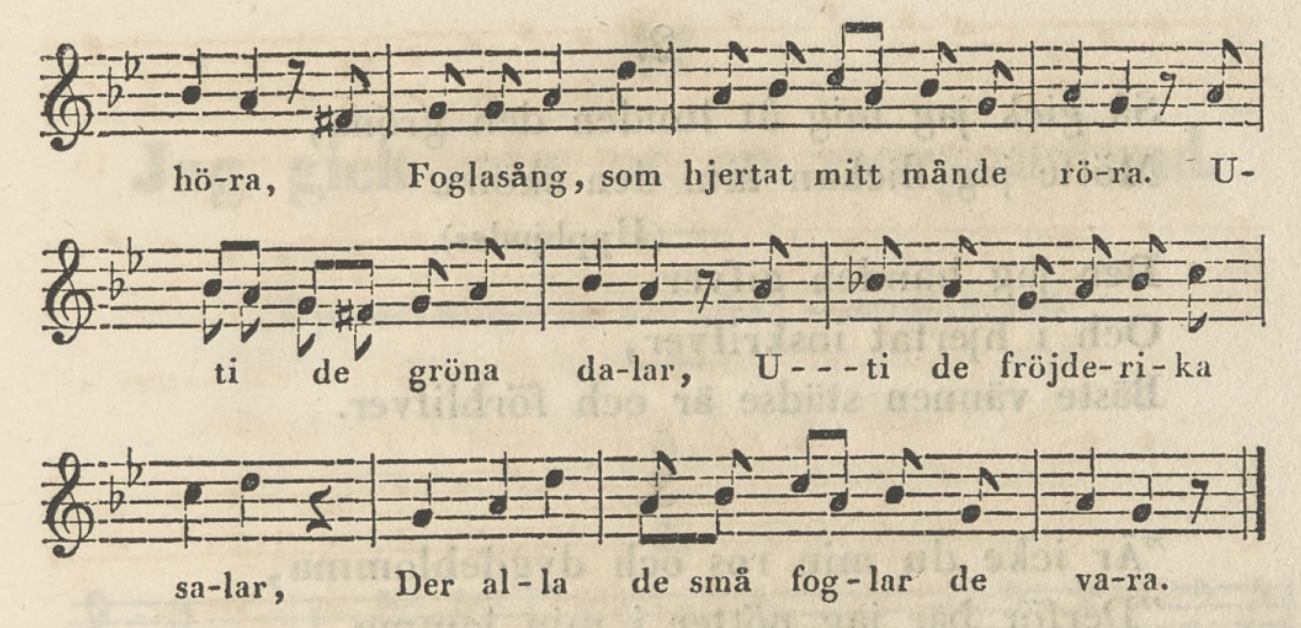 hö-ra, Foglasång, som hjertat mitt månde rö-ra. U-
ti de gröna da-lar, U---ti de fröjde-ri-ka
sa-lar, Der al-la de små fog-lar de va-ra.